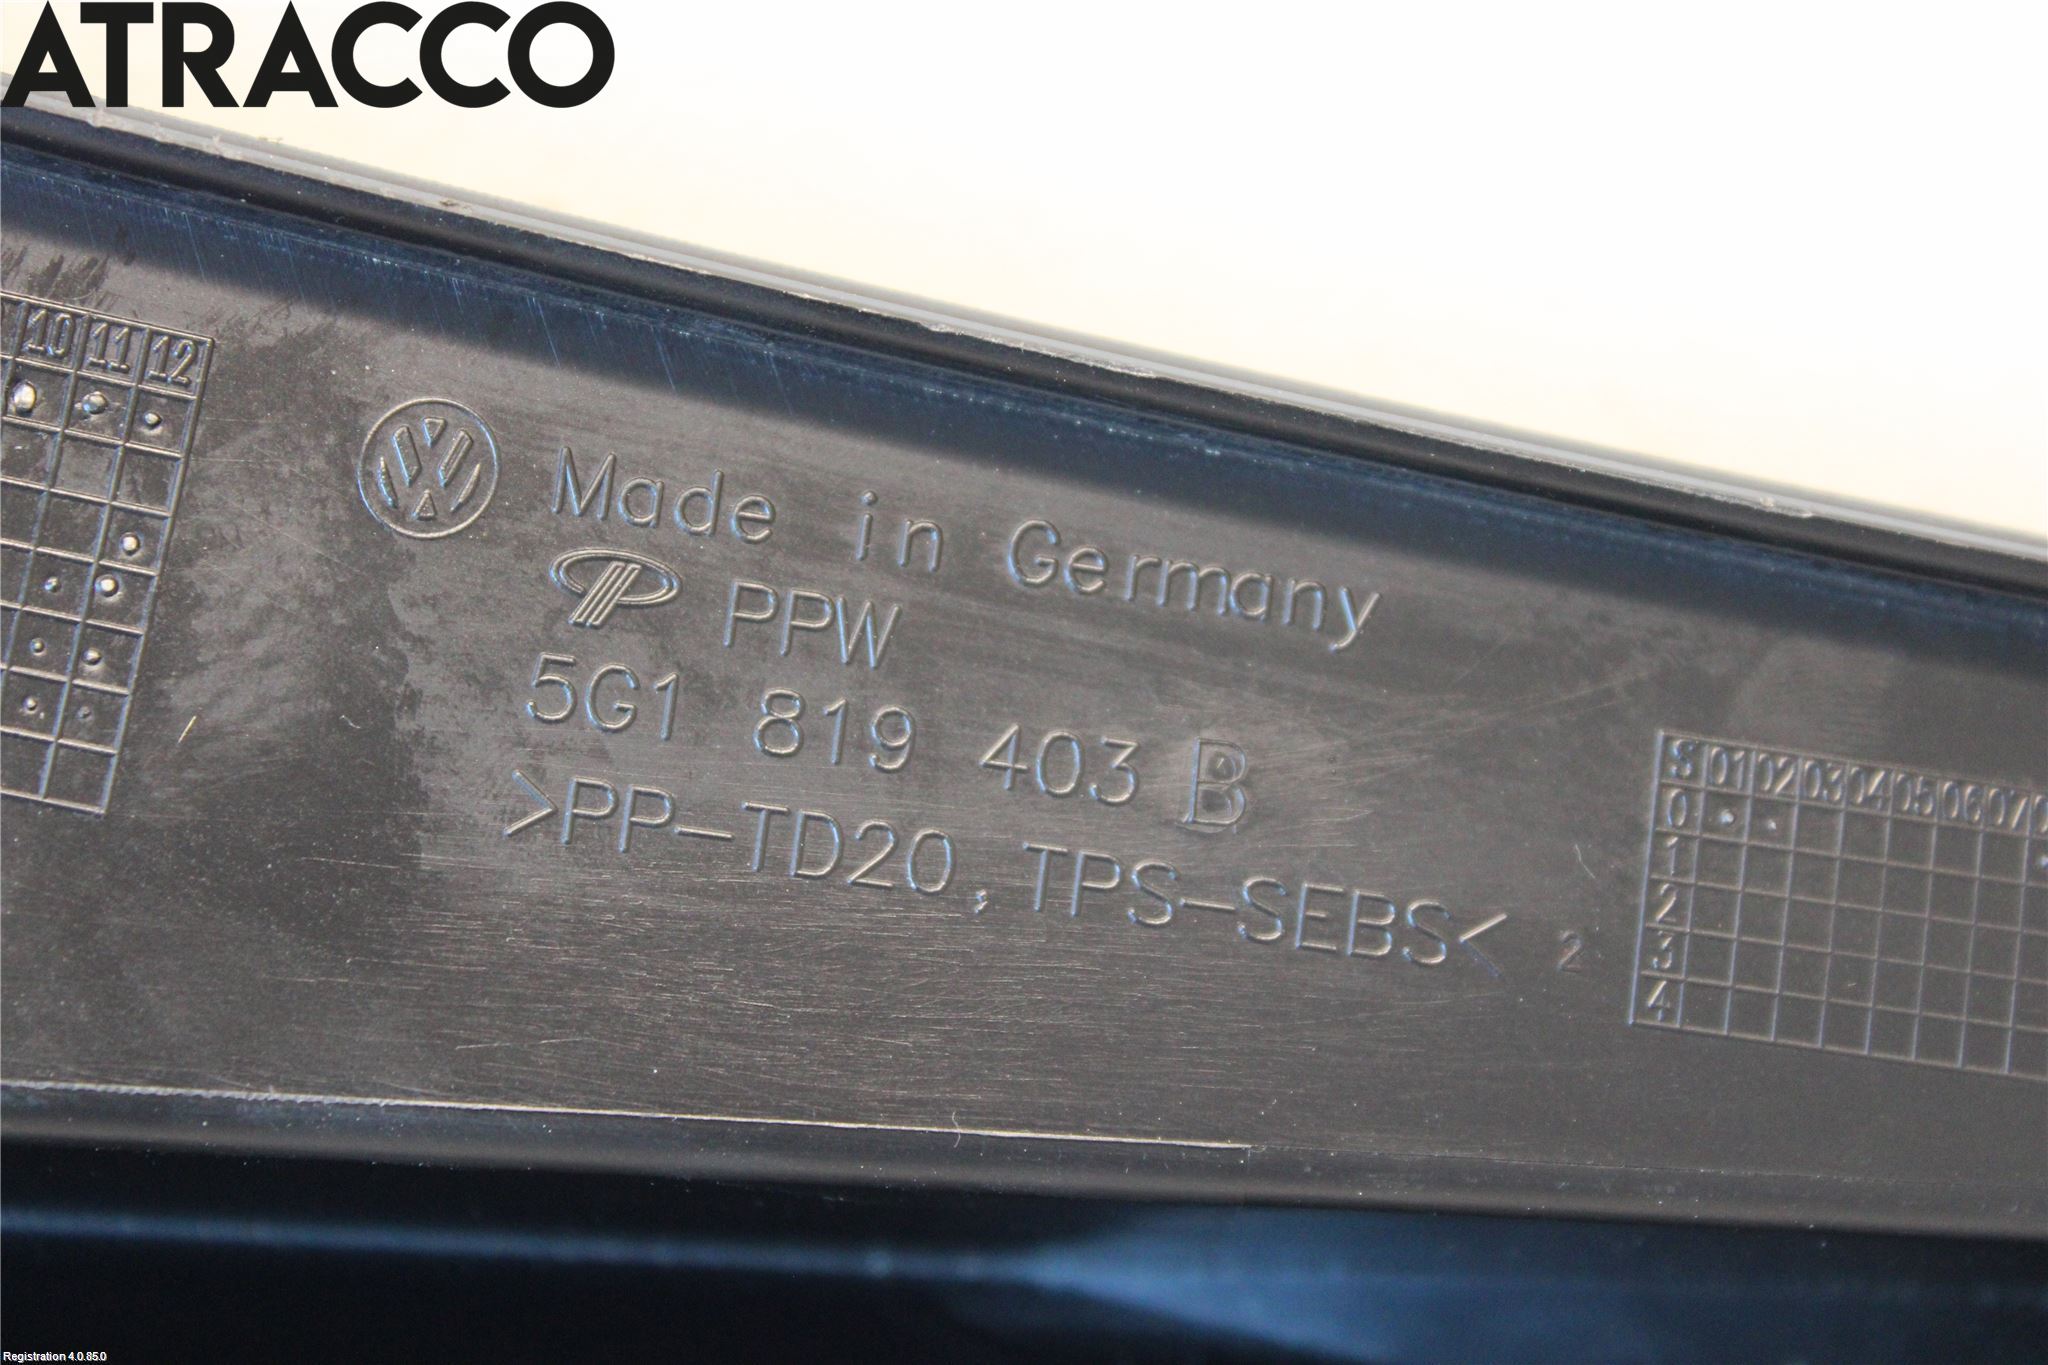 ATRACCO
10 11 12
Made in Germany
PPW
5G1 819 403 B
>PP-TD20, TPS-SEBS< 2
S 01 02 03 04 05 06 07
0
1
2
3
4
Registration 4.0.85.0